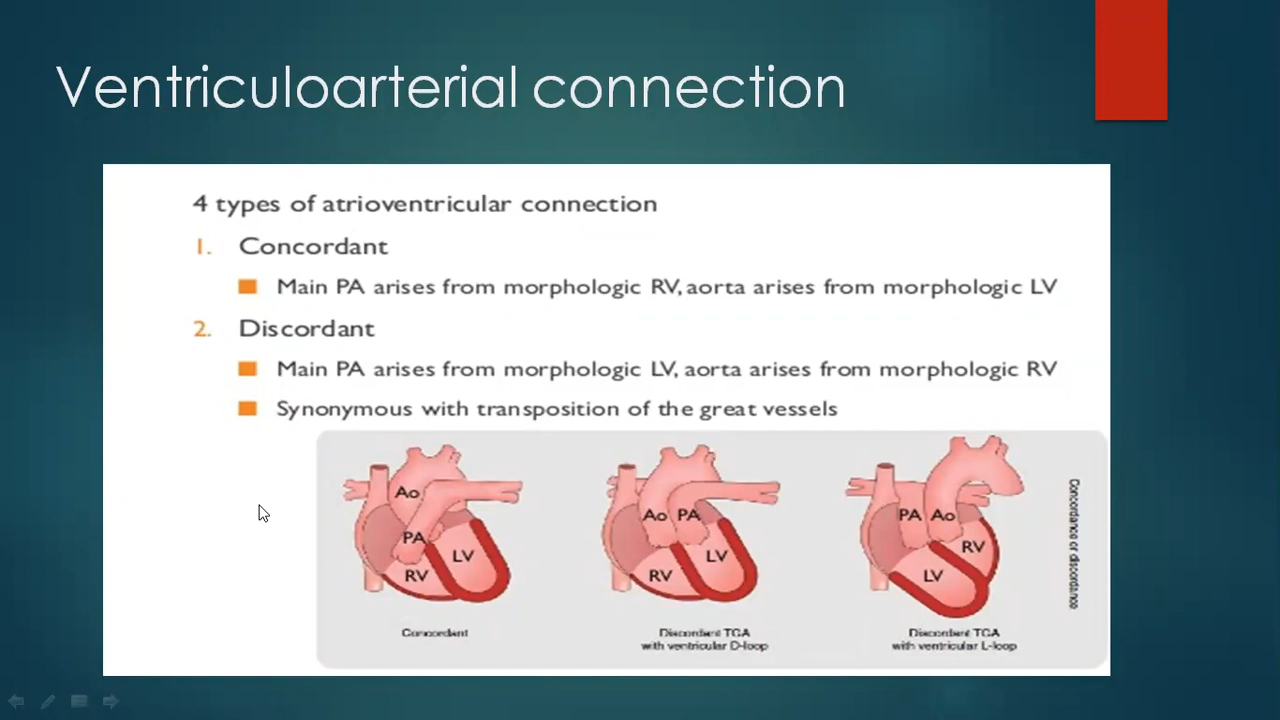 Ventriculoarterial connection
4 types of atrioventricular connection
1. Concordant
Main PA arises from morphologic RV, aorta arises from morphologic LV
2. Discordant
Main PA arises from morphologic LV, aorta arises from morphologic RV
Synonymous with transposition of the great vessels
Ao
PA
LV
RV
Concordant
Ao PA
LV
RV
Discordant TGA
with ventricular D-loop
PA Ao
RV
LV
Discordant TGA
with ventricular L-loop
Concordance or discordance